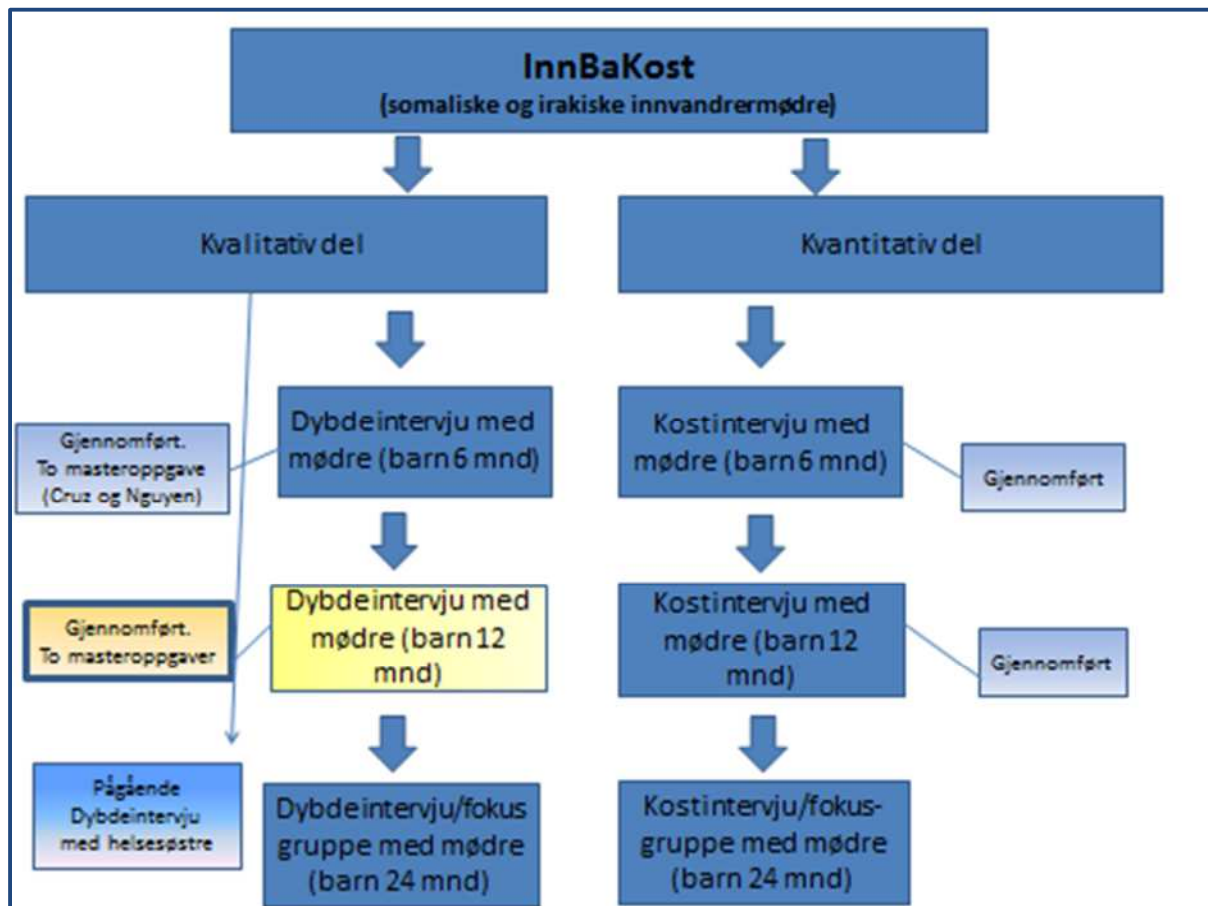 InnBaKost
(somaliske og irakiske innvandrermødre)
Kvalitativ del
Kvantitativ del
Dybdeintervju med
mødre (barn 6 mnd)
Gjennomført.
To masteroppgave
(Cruz og Nguyen)
Kostintervju med
mødre (barn 6 mnd)
Gjennomført
Dybdeintervju med
mødre (barn 12
mnd)
Gjennomført.
To masteroppgaver
Kostintervju med
mødre (barn 12
mnd)
Gjennomført
Pågående
Dybdeintervju
med helsesøstre
Dybdeintervju/fokus
gruppe med mødre
(barn 24 mnd)
Kostintervju/fokus-
gruppe med mødre
(barn 24 mnd)